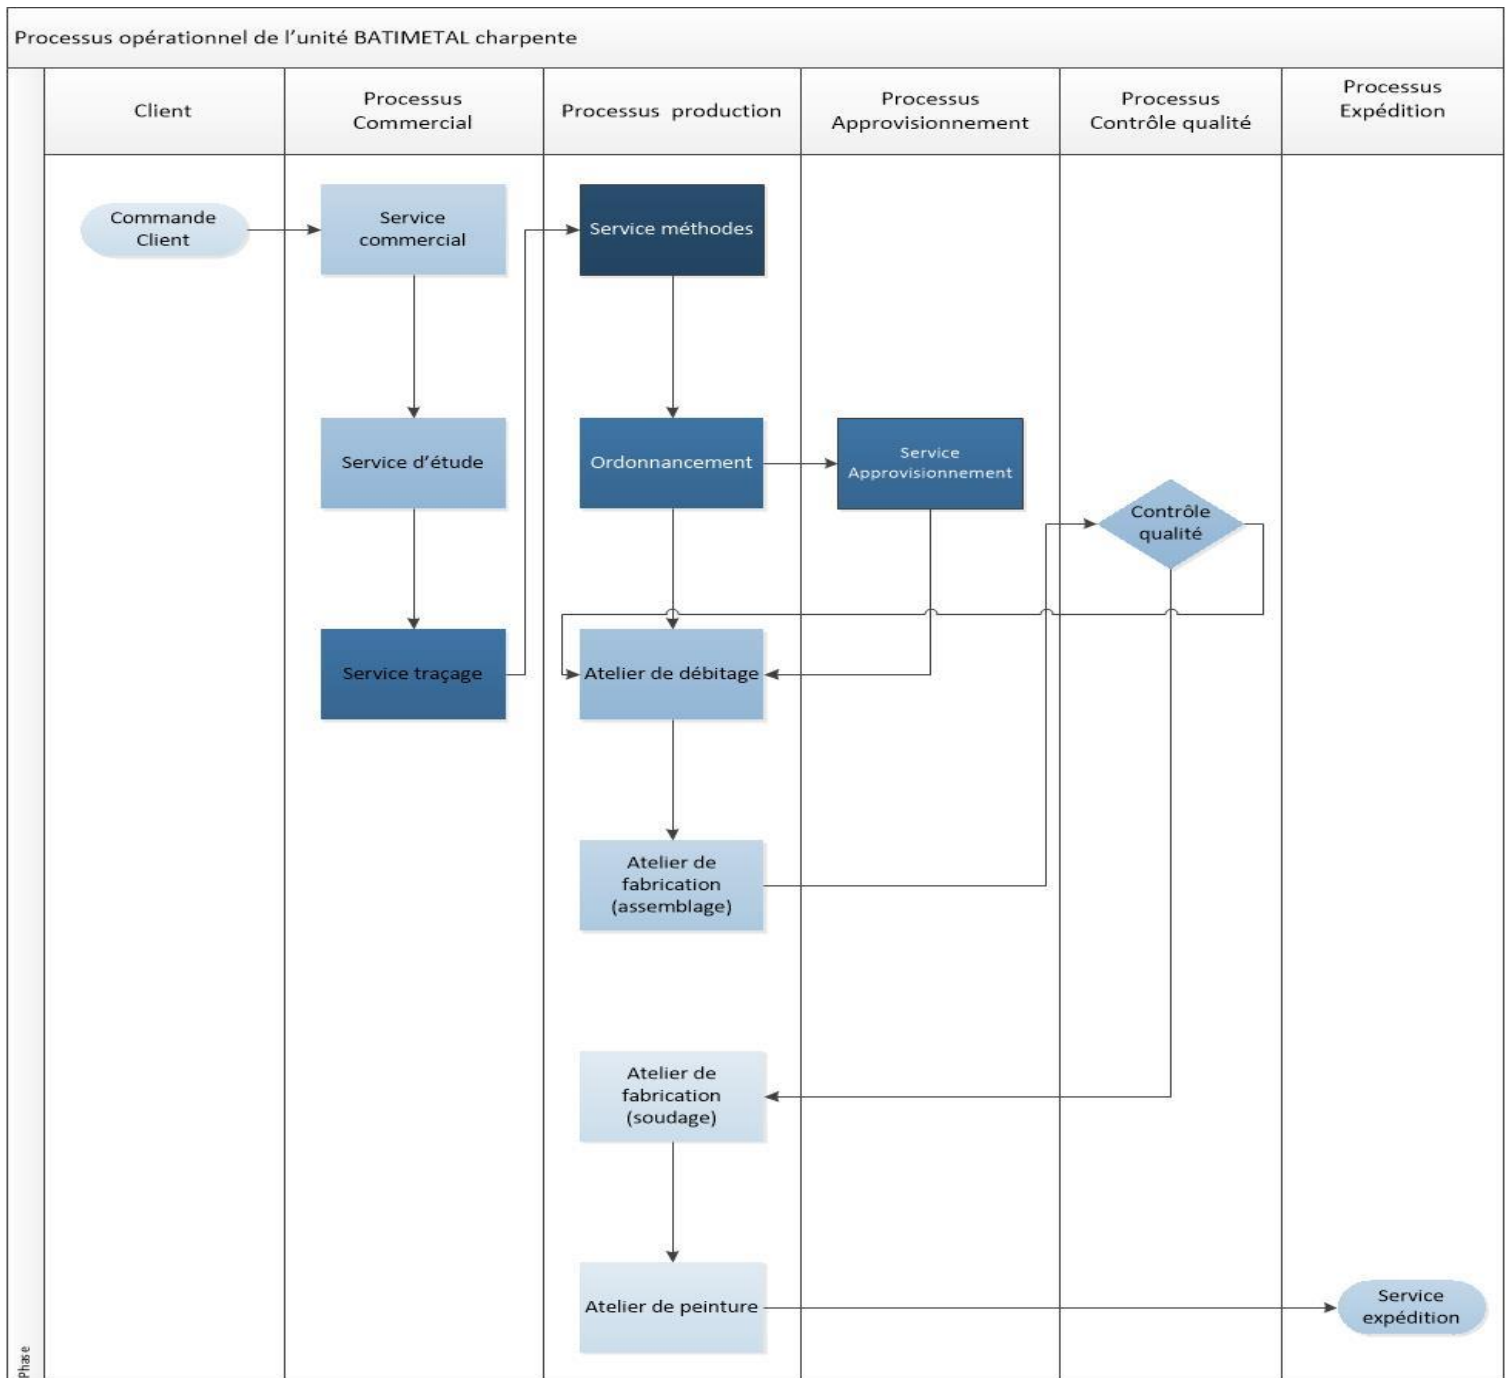 Processus opérationnel de l'unité BATIMETAL charpente
Client
Processus
Commercial
Processus production
Processus
Approvisionnement
Processus
Contrôle qualité
Processus
Expédition
Commande
Client
Service
commercial
Service méthodes
Service d'étude
Ordonnancement
Service
Approvisionnement
Contrôle
qualité
Service traçage
Atelier de débitage
Atelier de
fabrication
(assemblage)
Atelier de
fabrication
(soudage)
Atelier de peinture
Service
expédition
Phase